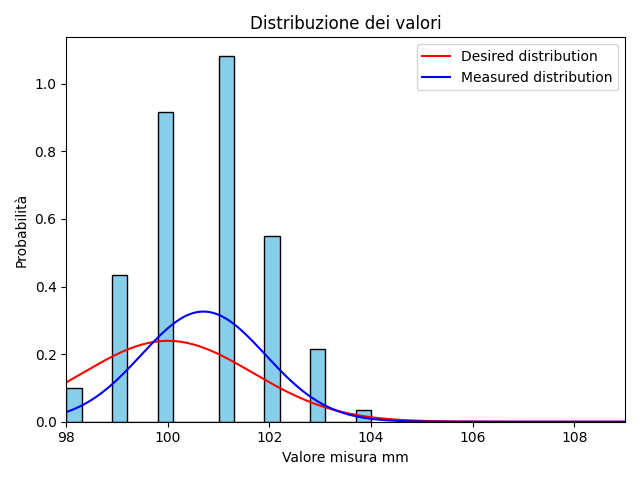 Distribuzione dei valori
Desired distribution
Measured distribution
Probabilità
1.0
0.8
0.6
0.4
0.2
0.0
98 100 102 104 106 108
Valore misura mm